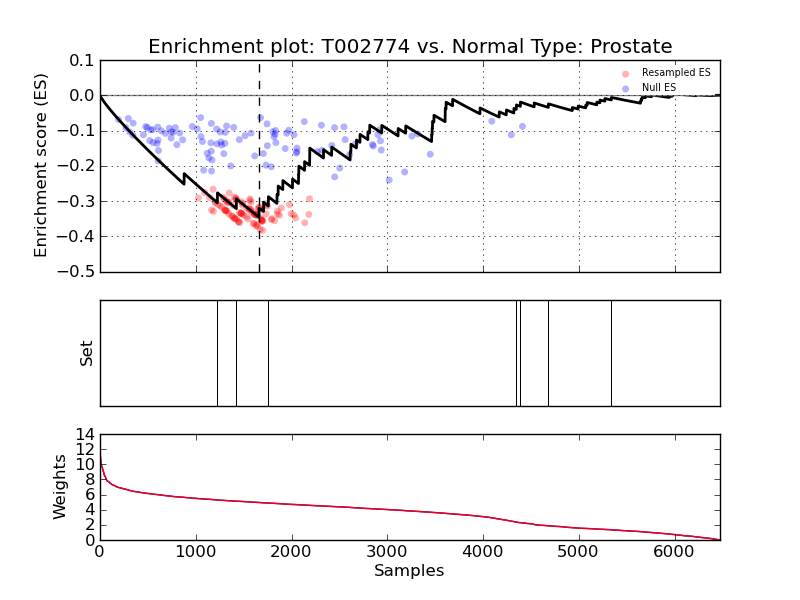 Enrichment plot: T002774 vs. Normal Type: Prostate
Enrichment score (ES)
0.1
0.0
−0.1
−0.2
−0.3
−0.4
−0.5
Resampled ES
Null ES
Set
Weights
14
12
10
8
6
4
2
0
0 1000 2000 3000 4000 5000 6000
Samples